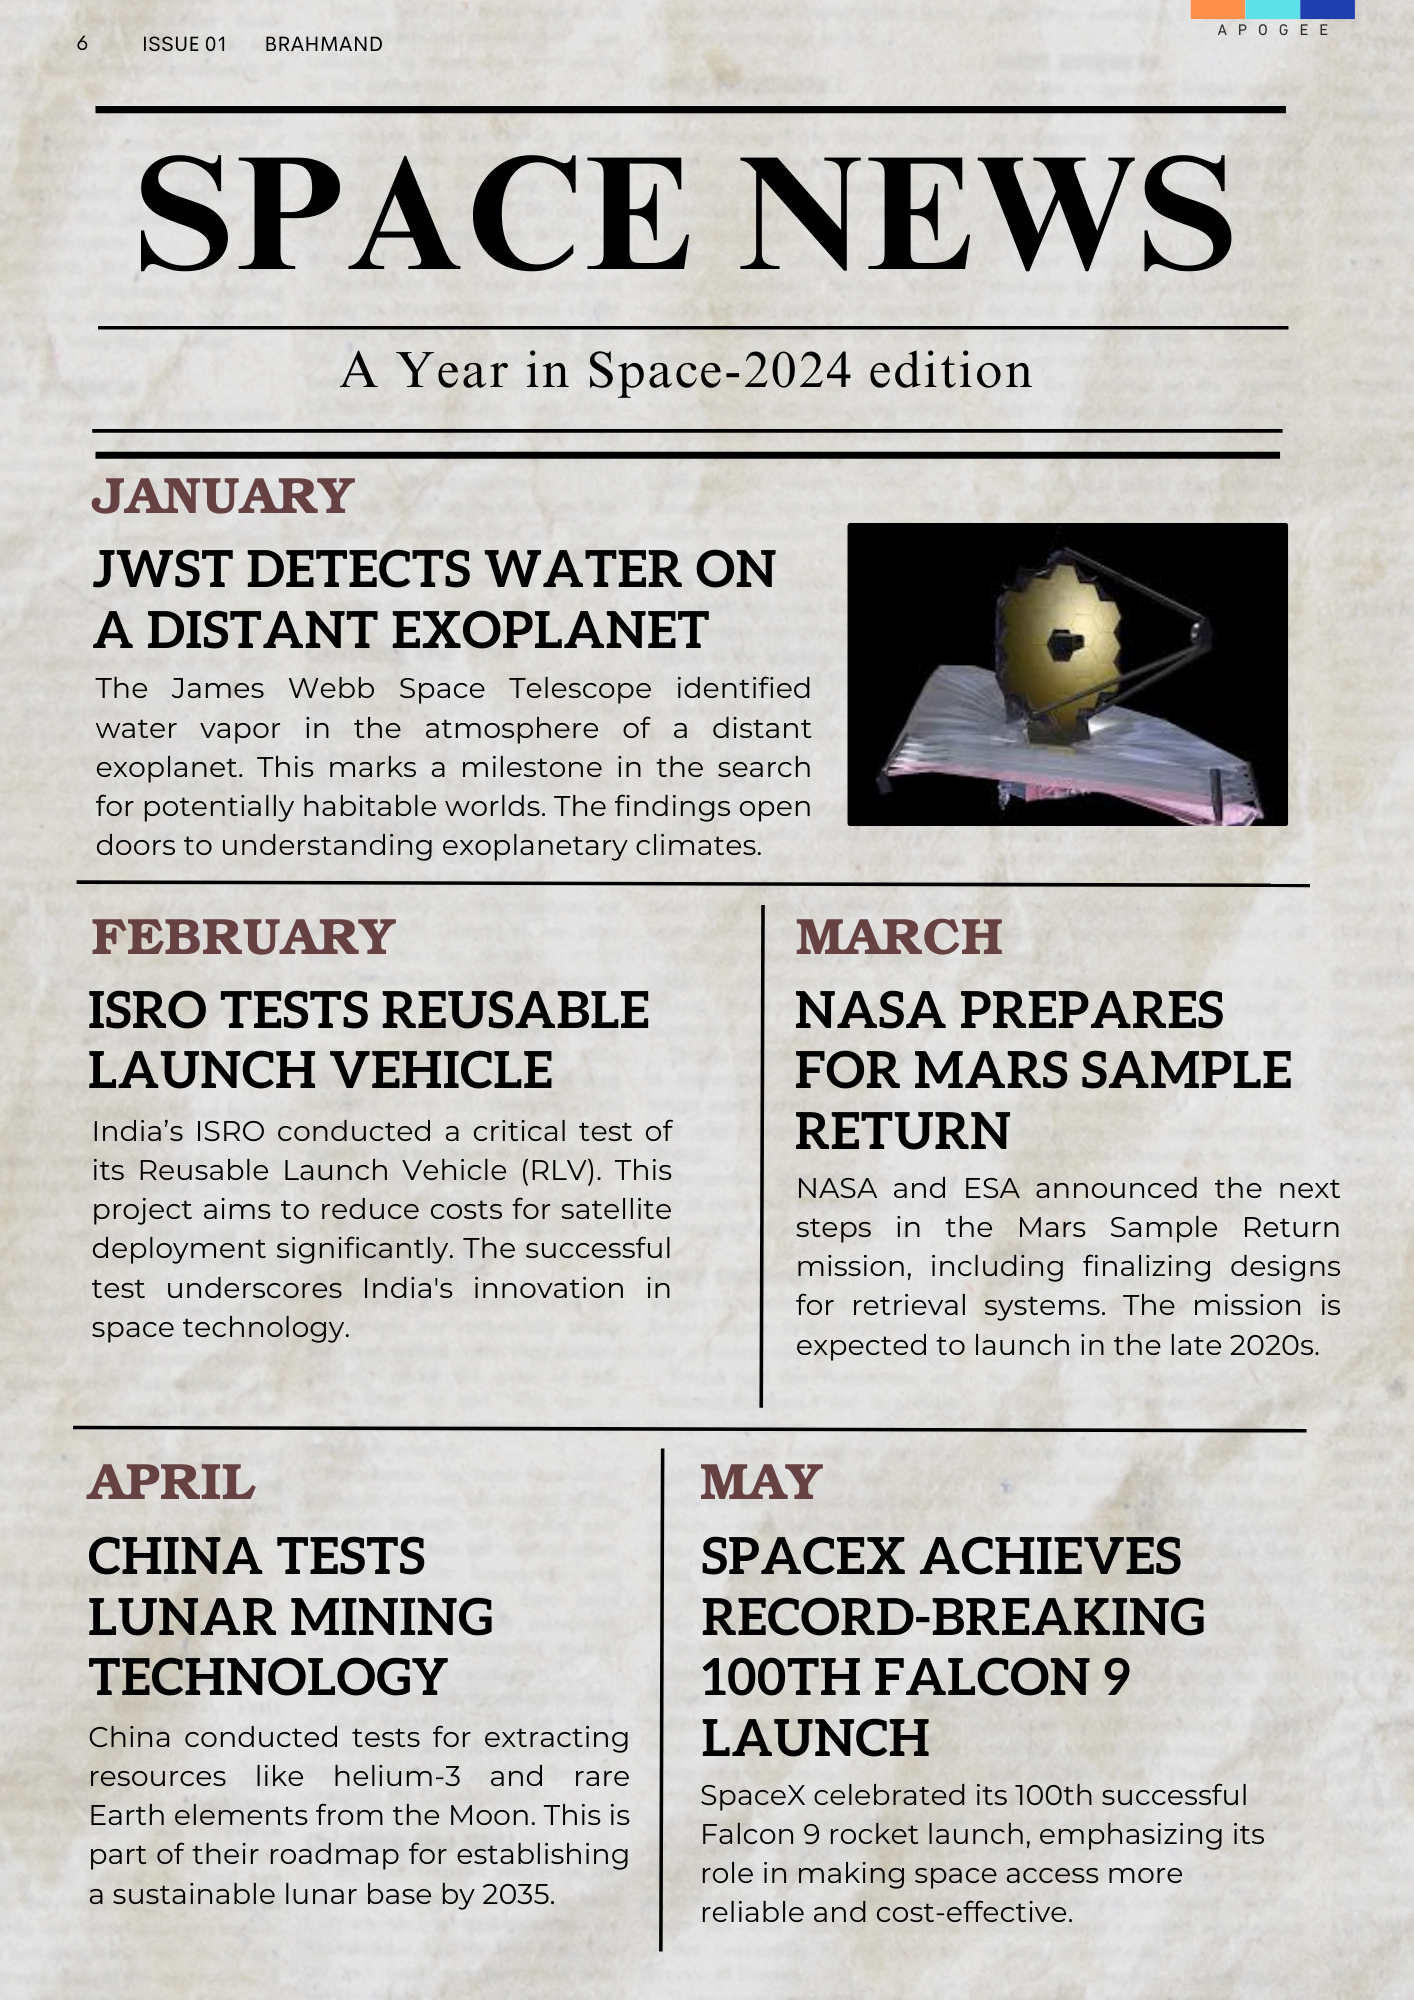 6 ISSUE 01 BRAHMAND
APOGEE
SPACE NEWS
A Year in Space-2024 edition
JANUARY
JWST DETECTS WATER ON
A DISTANT EXOPLANET
The James Webb Space Telescope identified
water vapor in the atmosphere of a distant
exoplanet. This marks a milestone in the search
for potentially habitable worlds. The findings open
doors to understanding exoplanetary climates.
FEBRUARY
ISRO TESTS REUSABLE
LAUNCH VEHICLE
India’s ISRO conducted a critical test of
its Reusable Launch Vehicle (RLV). This
project aims to reduce costs for satellite
deployment significantly. The successful
test underscores India's innovation in
space technology.
MARCH
NASA PREPARES
FOR MARS SAMPLE
RETURN
NASA and ESA announced the next
steps in the Mars Sample Return
mission, including finalizing designs
for retrieval systems. The mission is
expected to launch in the late 2020s.
APRIL
CHINA TESTS
LUNAR MINING
TECHNOLOGY
China conducted tests for extracting
resources like helium-3 and rare
Earth elements from the Moon. This is
part of their roadmap for establishing
a sustainable lunar base by 2035.
MAY
SPACEX ACHIEVES
RECORD-BREAKING
100TH FALCON 9
LAUNCH
SpaceX celebrated its 100th successful
Falcon 9 rocket launch, emphasizing its
role in making space access more
reliable and cost-effective.